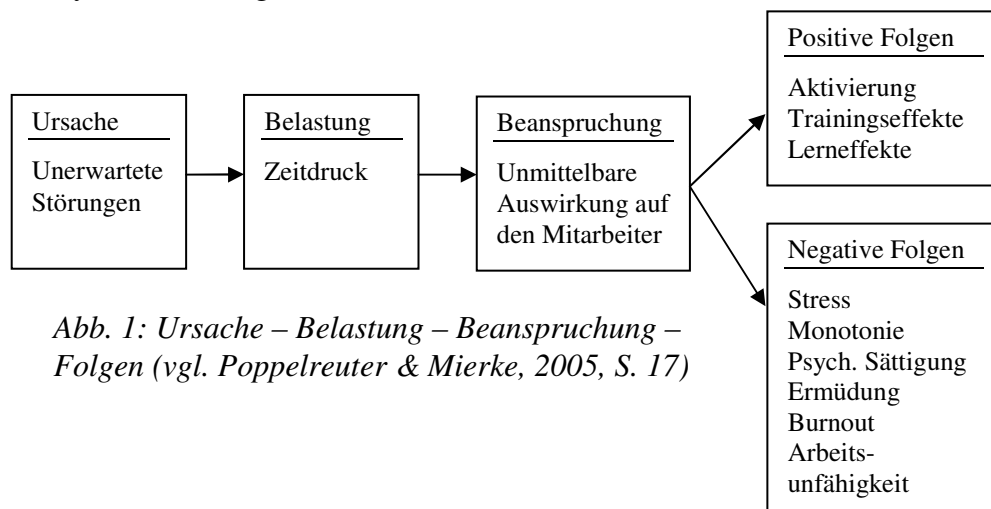 Ursache
Unerwartete
Störungen
Belastung
Zeitdruck
Beanspruchung
Unmittelbare
Auswirkung auf
den Mitarbeiter
Positive Folgen
Aktivierung
Trainingseffekte
Lerneffekte
Negative Folgen
Stress
Monotonie
Psych. Sättigung
Ermüdung
Burnout
Arbeits-
unfähigkeit
Abb. 1: Ursache – Belastung – Beanspruchung –
Folgen (vgl. Poppelreuter & Mierke, 2005, S. 17)